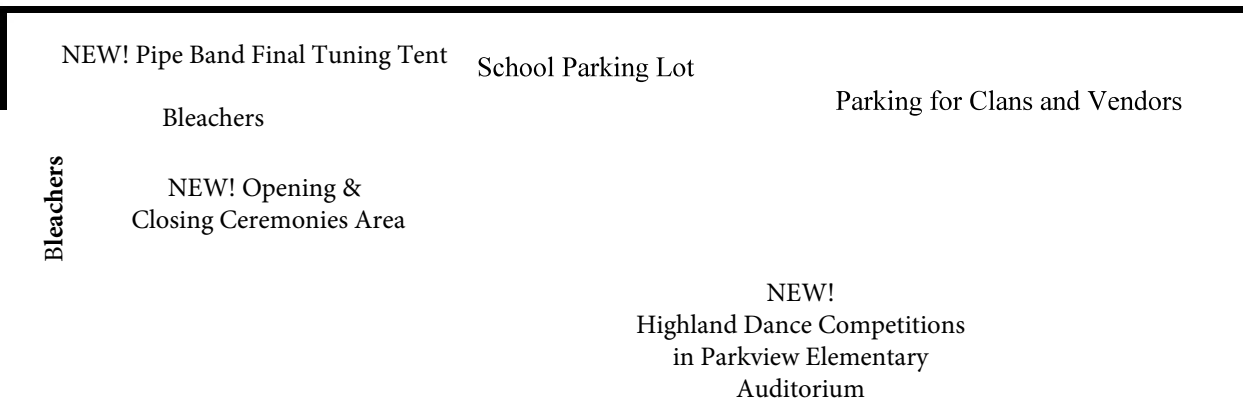 NEW! Pipe Band Final Tuning Tent
School Parking Lot
Parking for Clans and Vendors
Bleachers
Bleachers
NEW! Opening &
Closing Ceremonies Area
NEW!
Highland Dance Competitions
in Parkview Elementary
Auditorium